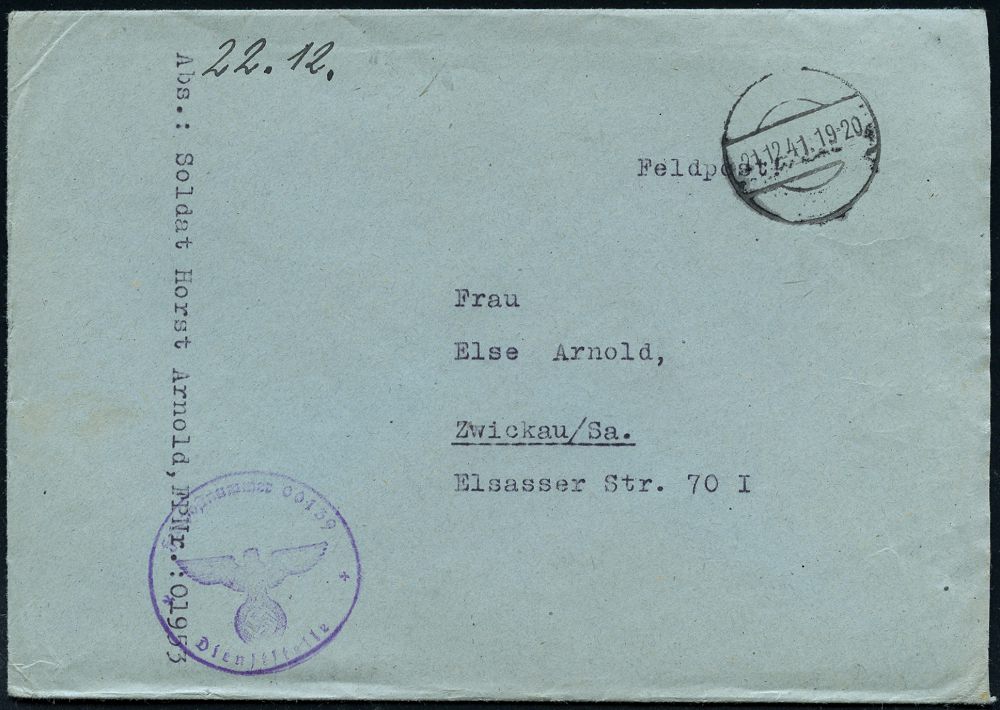 22.12.
Abs.: Soldat Horst Arnold, FPNr.:01953
Feldpost!
21.12.41.19-20
Frau
Else Arnold,
Zwickau/Sa.
Elsasser Str. 70 I
Dienststelle